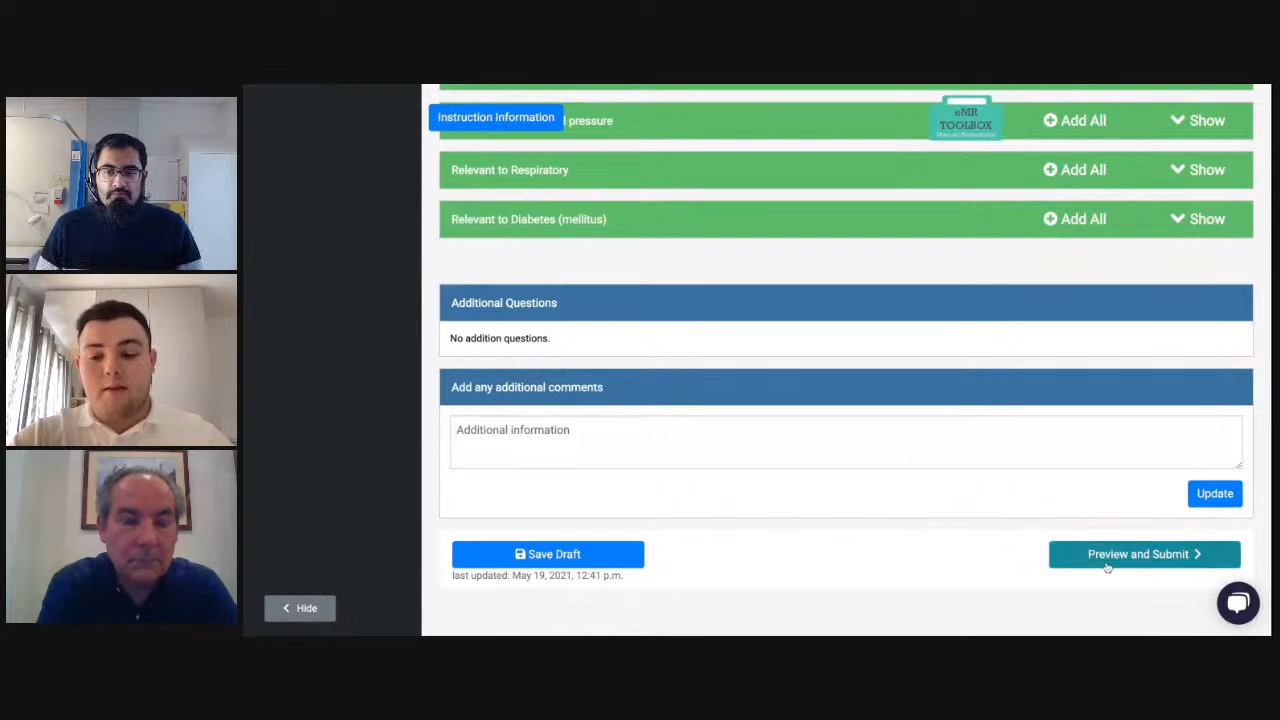 Instruction Information
l pressure
eMR
TOOLBOX
Add All
Show
Relevant to Respiratory
Add All
Show
Relevant to Diabetes (mellitus)
Add All
Show
Additional Questions
No addition questions.
Add any additional comments
Additional information
Update
Save Draft
Preview and Submit
last updated: May 19, 2021, 12:41 p.m.
Hide